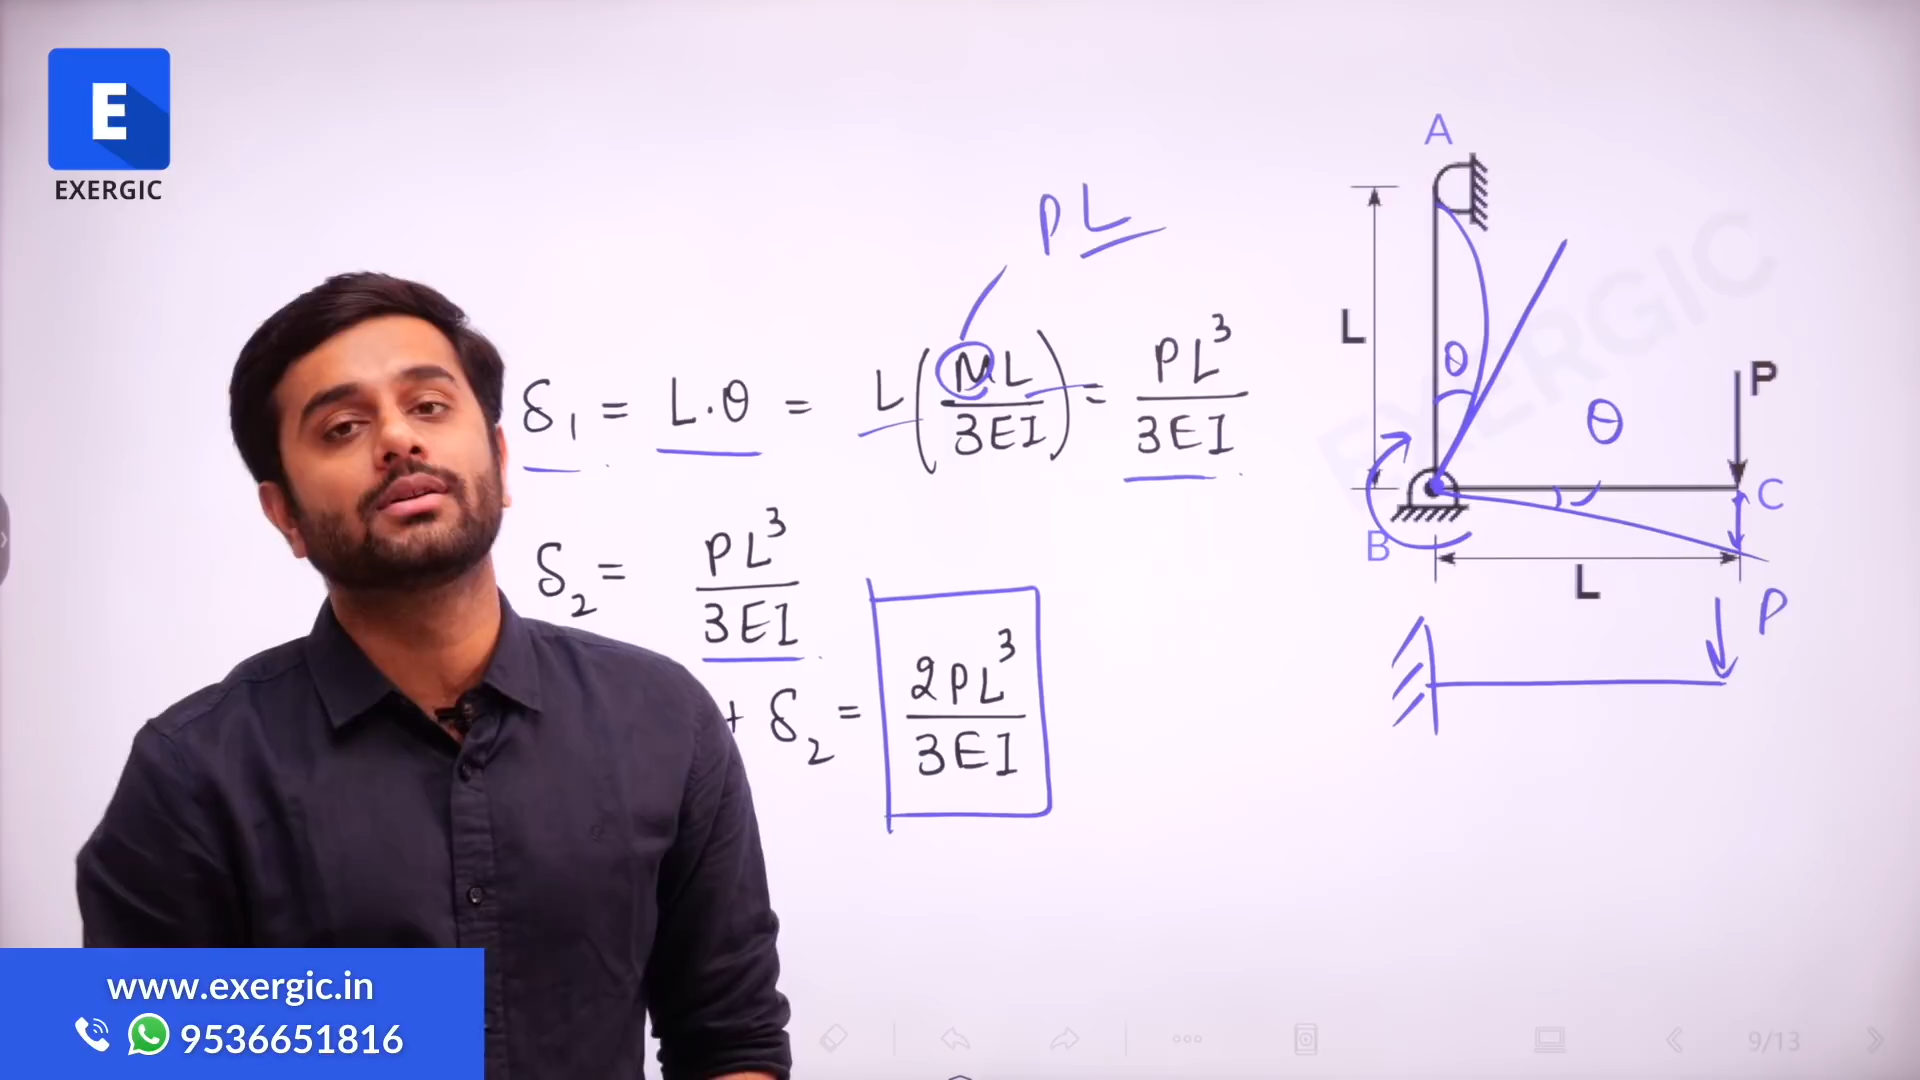 E
EXERGIC
PL
δ₁ = L.θ = L(ML/3EI) = PL³/3EI
δ₂ = PL³/3EI
+ δ₂ = 2PL³/3EI
A
L
θ
θ
P
C
B
L
P
EXERGIC
www.exergic.in
9536651816
9/13